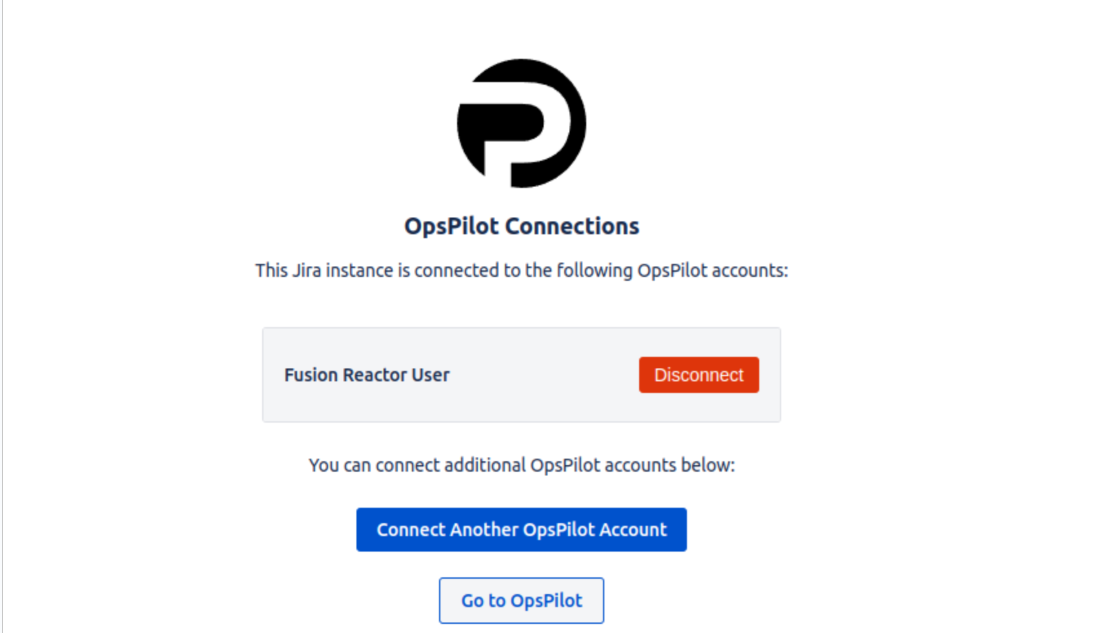 OpsPilot Connections
This Jira instance is connected to the following OpsPilot accounts:
Fusion Reactor User
Disconnect
You can connect additional OpsPilot accounts below:
Connect Another OpsPilot Account
Go to OpsPilot